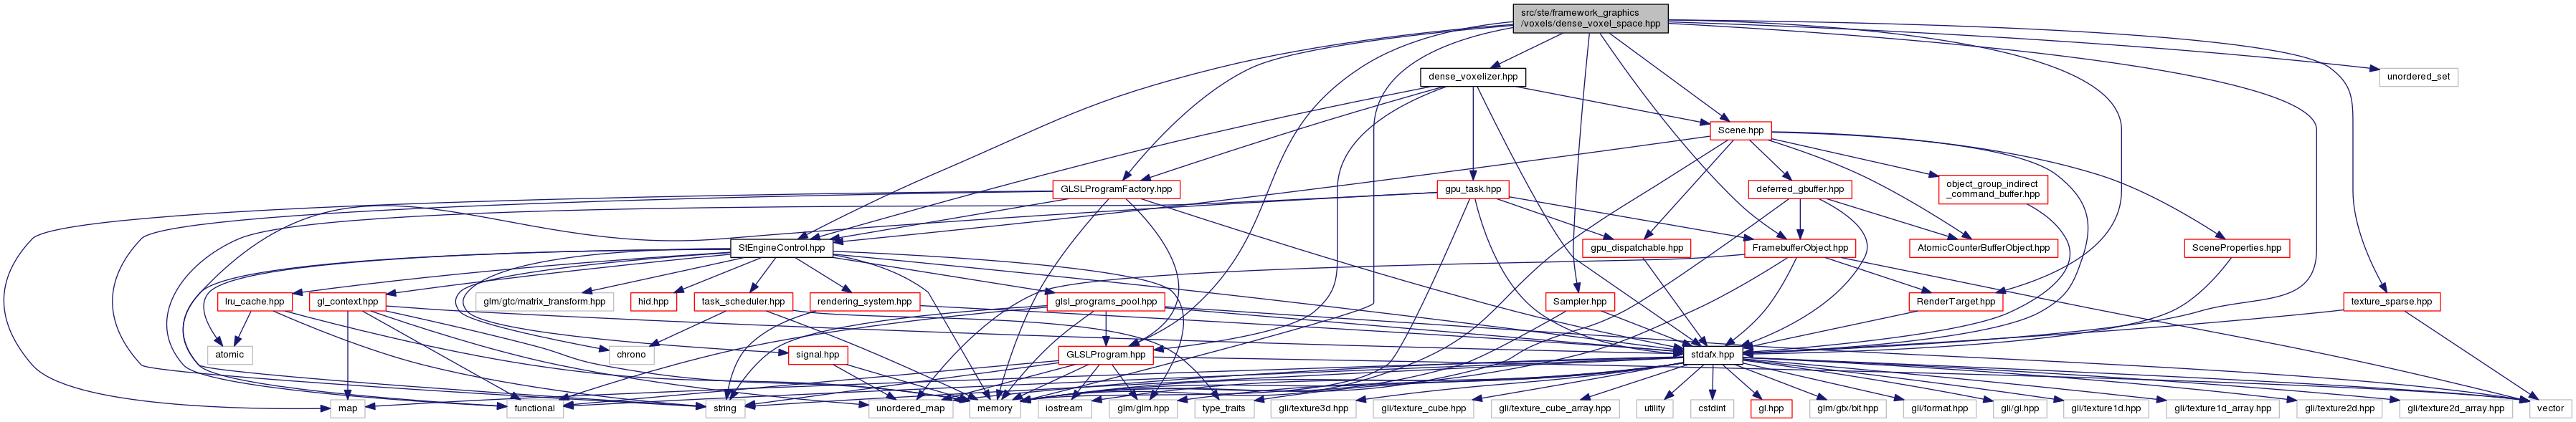 src/ste/framework_graphics
/voxels/dense_voxel_space.hpp
dense_voxelizer.hpp
unordered_set
Scene.hpp
GLSLProgramFactory.hpp
gpu_task.hpp
deferred_gbuffer.hpp
object_group_indirect
_command_buffer.hpp
StEngineControl.hpp
gpu_dispatchable.hpp
FramebufferObject.hpp
AtomicCounterBufferObject.hpp
SceneProperties.hpp
lru_cache.hpp
gl_context.hpp
glm/gtc/matrix_transform.hpp
hid.hpp
task_scheduler.hpp
rendering_system.hpp
glsl_programs_pool.hpp
Sampler.hpp
RenderTarget.hpp
texture_sparse.hpp
atomic
chrono
signal.hpp
GLSLProgram.hpp
stdafx.hpp
map
functional
string
unordered_map
memory
iostream
glm/glm.hpp
type_traits
gli/texture3d.hpp
gli/texture_cube.hpp
gli/texture_cube_array.hpp
utility
cstdint
gl.hpp
glm/gtx/bit.hpp
gli/format.hpp
gli/gl.hpp
gli/texture1d.hpp
gli/texture1d_array.hpp
gli/texture2d.hpp
gli/texture2d_array.hpp
vector